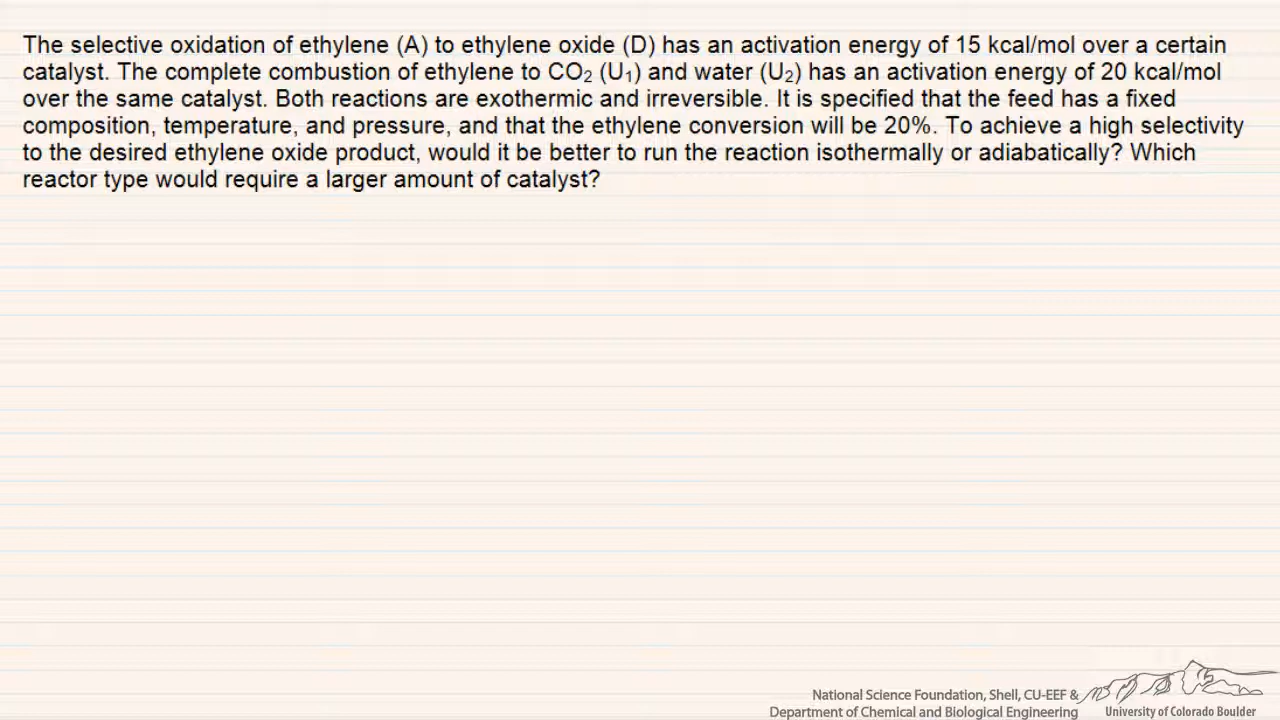 The selective oxidation of ethylene (A) to ethylene oxide (D) has an activation energy of 15 kcal/mol over a certain
catalyst. The complete combustion of ethylene to CO₂ (U₁) and water (U₂) has an activation energy of 20 kcal/mol
over the same catalyst. Both reactions are exothermic and irreversible. It is specified that the feed has a fixed
composition, temperature, and pressure, and that the ethylene conversion will be 20%. To achieve a high selectivity
to the desired ethylene oxide product, would it be better to run the reaction isothermally or adiabatically? Which
reactor type would require a larger amount of catalyst?
National Science Foundation, Shell, CU-EEF &
Department of Chemical and Biological Engineering
University of Colorado Boulder